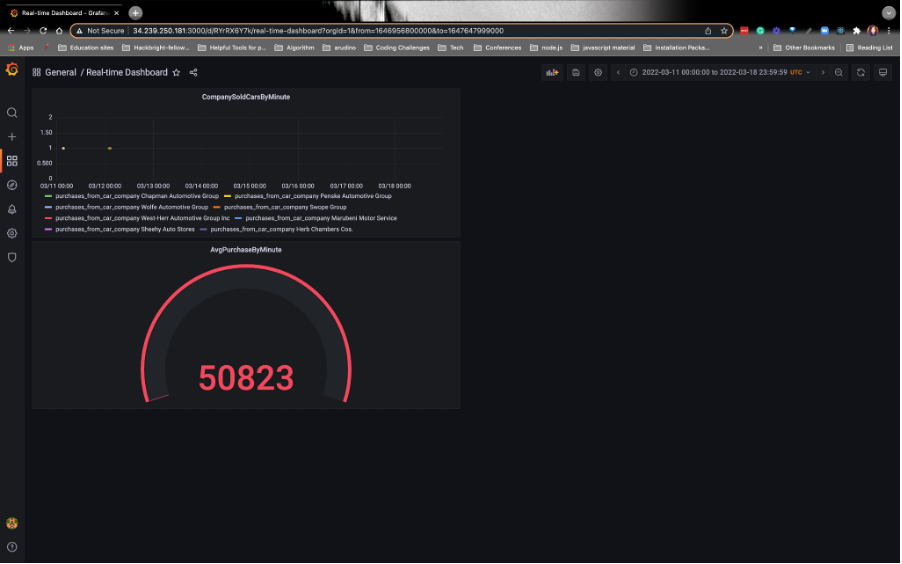 Real-time Dashboard - Grafana
Not Secure | 34.239.250.181:3000/d/RYrRX6Y7k/real-time-dashboard?orgId=1&from=1646956800000&to=1647647999000
Apps Education sites Hackbright-fellow... Helpful Tools for p... Algorithm arudino Coding Challenges Tech Conferences node.js javascript material Installation Packa... » Other Bookmarks Reading List
General / Real-time Dashboard 2022-03-11 00:00:00 to 2022-03-18 23:59:59 UTC
CompanySoldCarsByMinute
2
1.50
1
0.500
0
03/11 00:00 03/12 00:00 03/13 00:00 03/14 00:00 03/15 00:00 03/16 00:00 03/17 00:00 03/18 00:00
purchases_from_car_company Chapman Automotive Group purchases_from_car_company Penske Automotive Group
purchases_from_car_company Wolfe Automotive Group purchases_from_car_company Swope Group
purchases_from_car_company West-Herr Automotive Group Inc purchases_from_car_company Marubeni Motor Service
purchases_from_car_company Sheehy Auto Stores purchases_from_car_company Herb Chambers Cos.
AvgPurchaseByMinute
50823